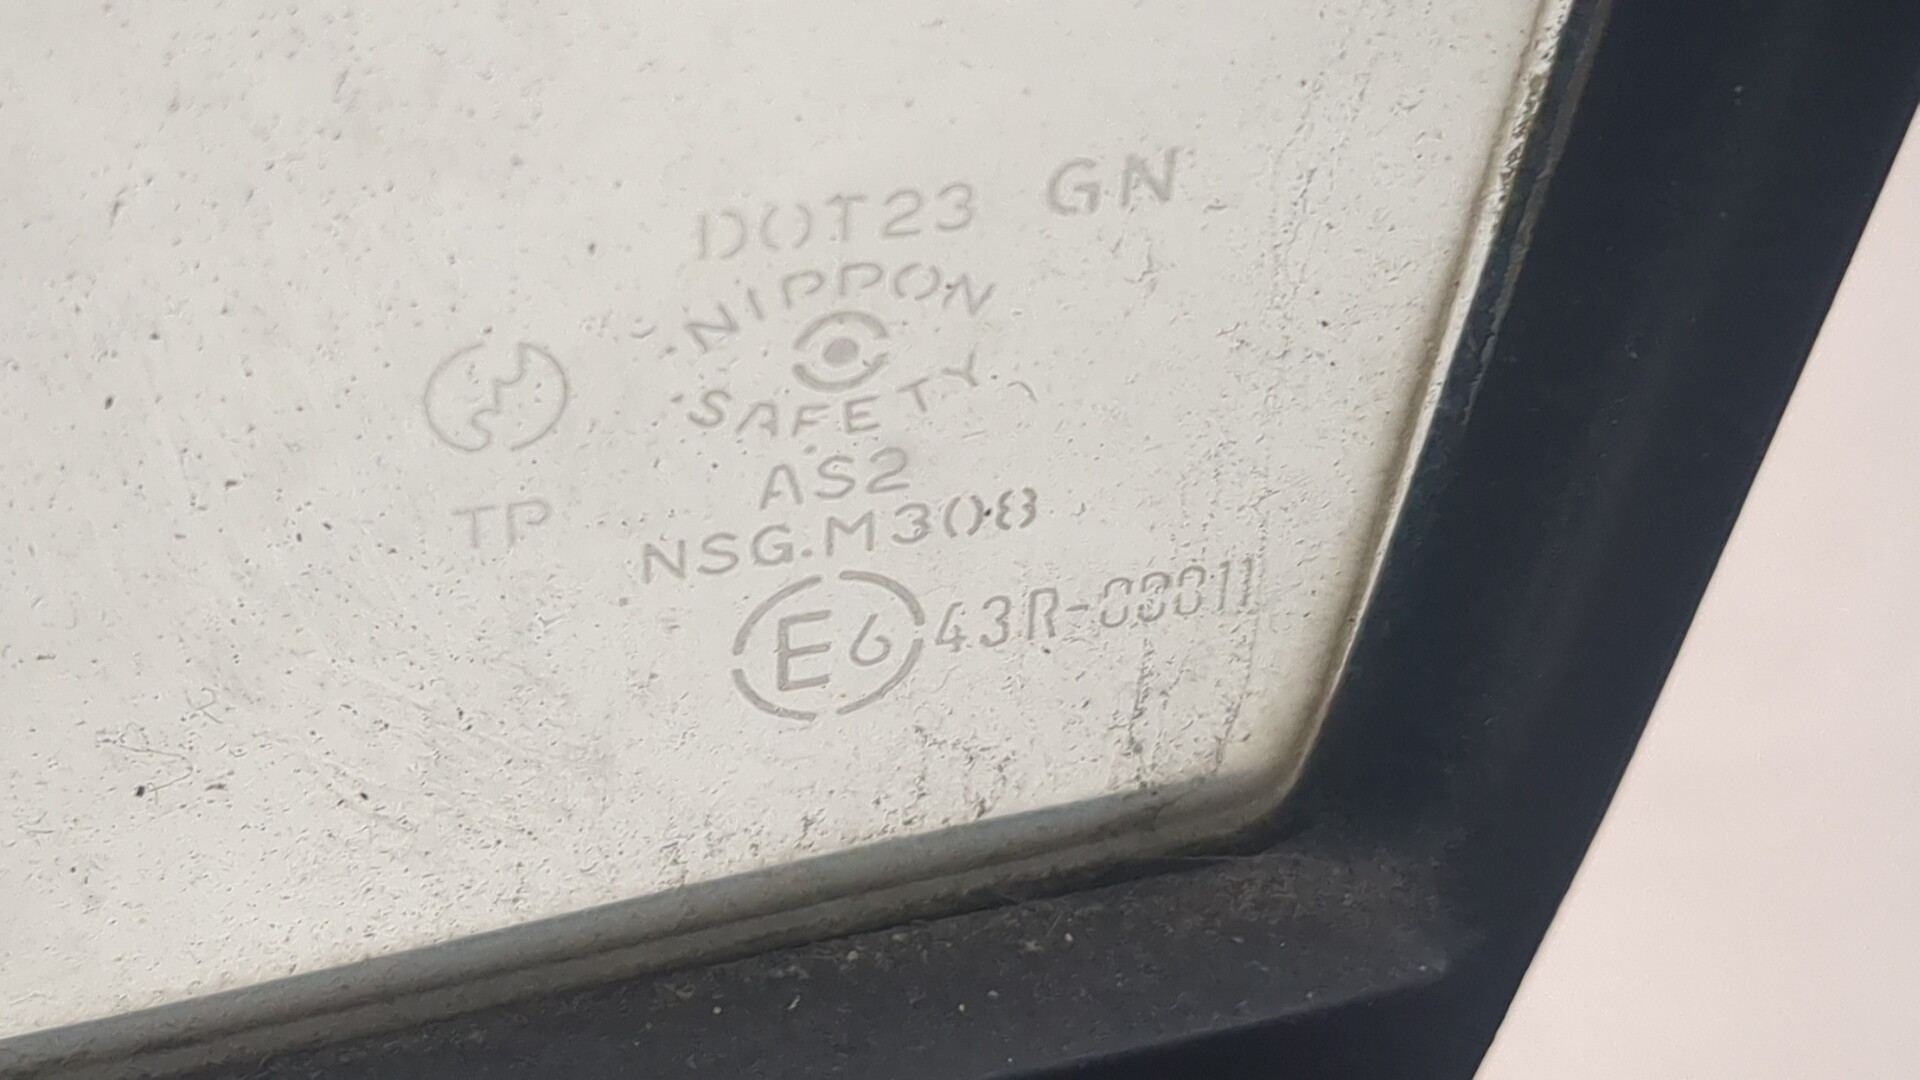 DOT23 GN
NIPPON
SAFETY
AS2
TP
NSG.M308
E6 43R-00011